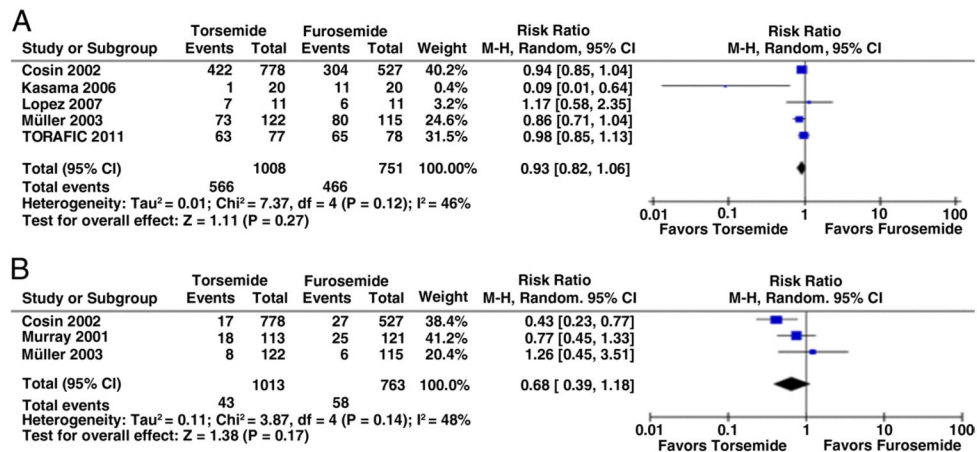 A
Torsemide Furosemide Risk Ratio Risk Ratio
Study or Subgroup Events Total Events Total Weight M-H, Random, 95% CI M-H, Random, 95% CI
Cosin 2002 422 778 304 527 40.2% 0.94 [0.85, 1.04]
Kasama 2006 1 20 11 20 0.4% 0.09 [0.01, 0.64]
Lopez 2007 7 11 6 11 3.2% 1.17 [0.58, 2.35]
Müller 2003 73 122 80 115 24.6% 0.86 [0.71, 1.04]
TORAFIC 2011 63 77 65 78 31.5% 0.98 [0.85, 1.13]
Total (95% CI) 1008 751 100.00% 0.93 [0.82, 1.06]
Total events 566 466
Heterogeneity: Tau² = 0.01; Chi² = 7.37, df = 4 (P = 0.12); I² = 46%
Test for overall effect: Z = 1.11 (P = 0.27)
0.01 0.1 1 10 100
Favors Torsemide Favors Furosemide
B
Torsemide Furosemide Risk Ratio Risk Ratio
Study or Subgroup Events Total Events Total Weight M-H, Random. 95% CI M-H, Random. 95% CI
Cosin 2002 17 778 27 527 38.4% 0.43 [0.23, 0.77]
Murray 2001 18 113 25 121 41.2% 0.77 [0.45, 1.33]
Müller 2003 8 122 6 115 20.4% 1.26 [0.45, 3.51]
Total (95% CI) 1013 763 100.0% 0.68 [ 0.39, 1.18]
Total events 43 58
Heterogeneity: Tau² = 0.11; Chi² = 3.87, df = 4 (P = 0.14); I² = 48%
Test for overall effect: Z = 1.38 (P = 0.17)
0.01 0.1 1 10 100
Favors Torsemide Favors Furosemide